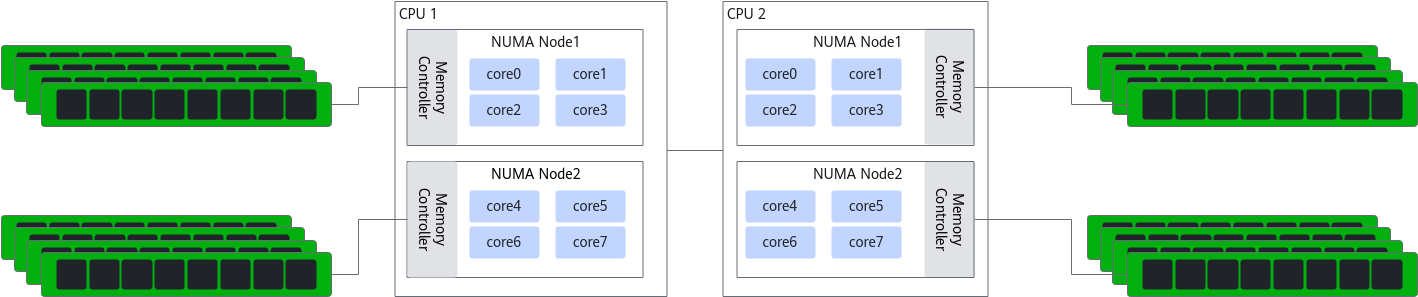 CPU 1
NUMA Node1
Memory
Controller
core0 core1
core2 core3
NUMA Node2
Memory
Controller
core4 core5
core6 core7
CPU 2
NUMA Node1
core0 core1
core2 core3
Memory
Controller
NUMA Node2
core4 core5
core6 core7
Memory
Controller